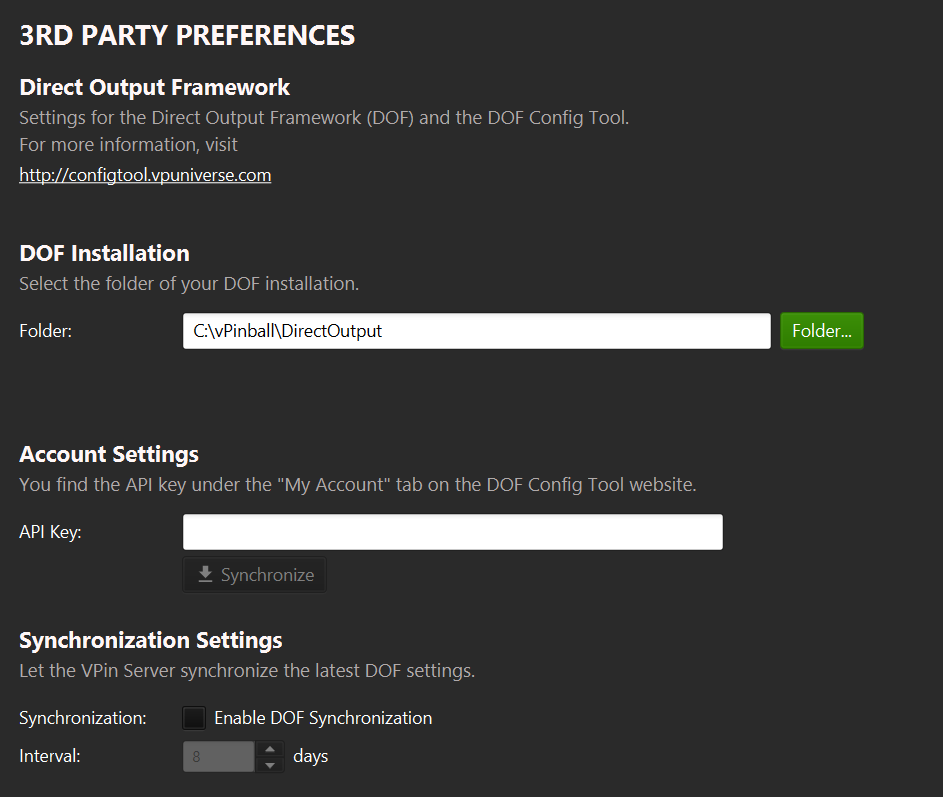 3RD PARTY PREFERENCES
Direct Output Framework
Settings for the Direct Output Framework (DOF) and the DOF Config Tool.
For more information, visit
http://configtool.vpuniverse.com
DOF Installation
Select the folder of your DOF installation.
Folder: C:\vPinball\DirectOutput Folder...
Account Settings
You find the API key under the "My Account" tab on the DOF Config Tool website.
API Key:
Synchronize
Synchronization Settings
Let the VPin Server synchronize the latest DOF settings.
Synchronization: Enable DOF Synchronization
Interval: 8 days